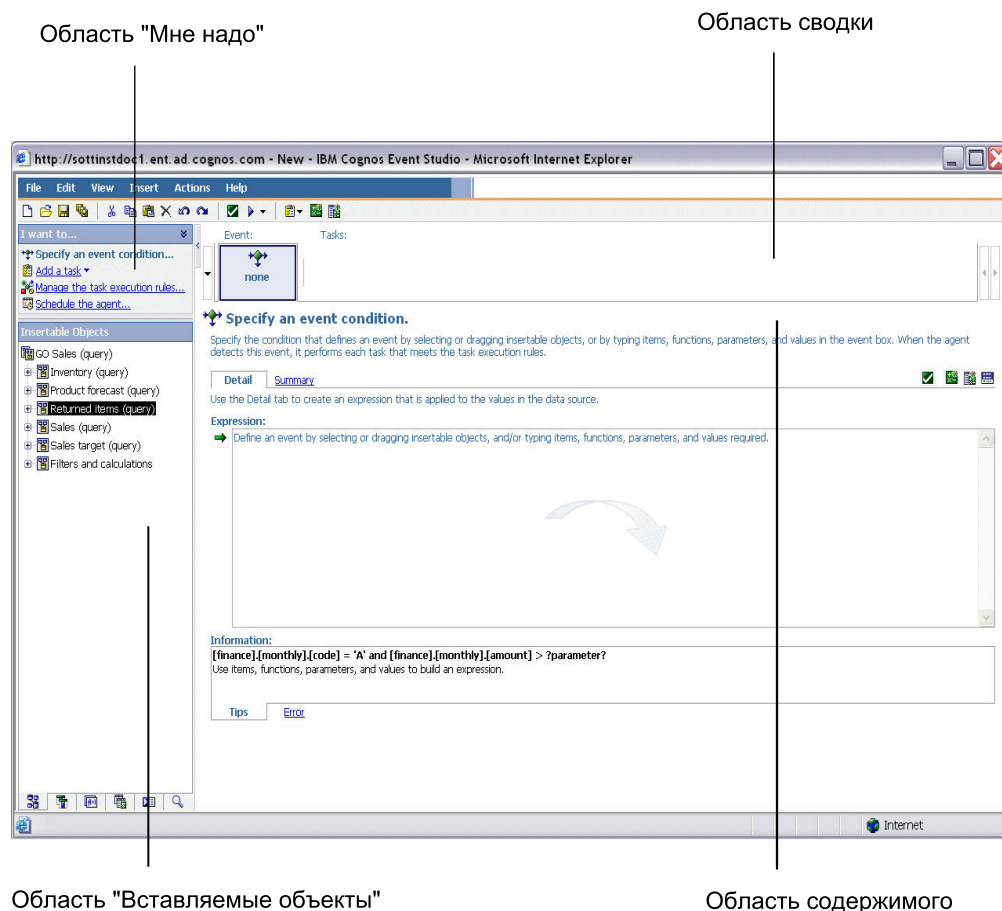 Область сводки
Область "Мне надо"
http://sottinstdoc1.ent.ad.cognos.com - New - IBM Cognos Event Studio - Microsoft Internet Explorer
File Edit View Insert Actions Help
I want to...
Specify an event condition...
Add a task
Manage the task execution rules...
Schedule the agent...
Event: Tasks:
none
Insertable Objects
GO Sales (query)
Inventory (query)
Product forecast (query)
Returned items (query)
Sales (query)
Sales target (query)
Filters and calculations
Specify an event condition.
Specify the condition that defines an event by selecting or dragging insertable objects, or by typing items, functions, parameters, and values in the event box. When the agent
detects this event, it performs each task that meets the task execution rules.
Detail Summary
Use the Detail tab to create an expression that is applied to the values in the data source.
Expression:
Define an event by selecting or dragging insertable objects, and/or typing items, functions, parameters, and values required.
Information:
[finance].[monthly].[code] = 'A' and [finance].[monthly].[amount] > ?parameter?
Use items, functions, parameters, and values to build an expression.
Tips Error
Internet
Область "Вставляемые объекты"
Область содержимого